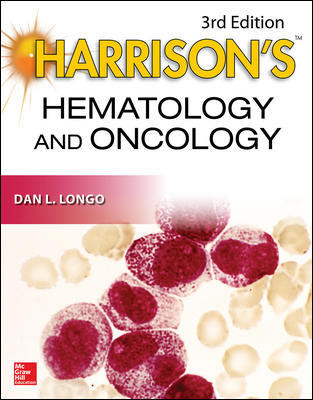 3rd Edition
HARRISON'S™
HEMATOLOGY
AND ONCOLOGY
DAN L. LONGO
Mc
Graw
Hill
Education